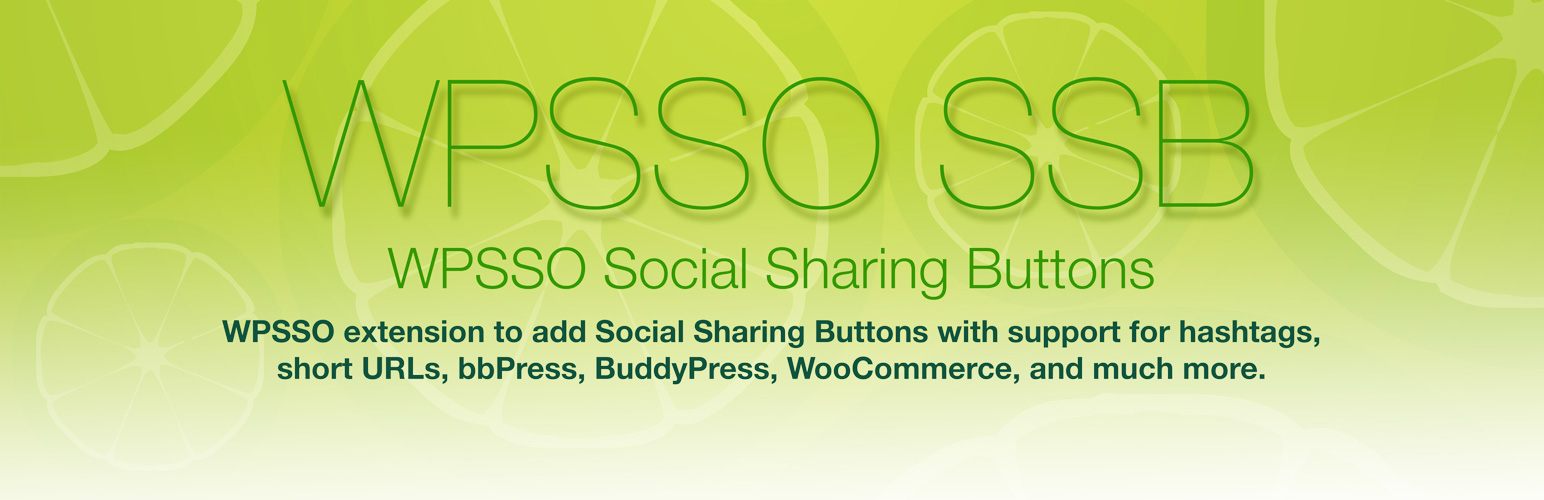 WPSSO SSB
WPSSO Social Sharing Buttons
WPSSO extension to add Social Sharing Buttons with support for hashtags,
short URLs, bbPress, BuddyPress, WooCommerce, and much more.